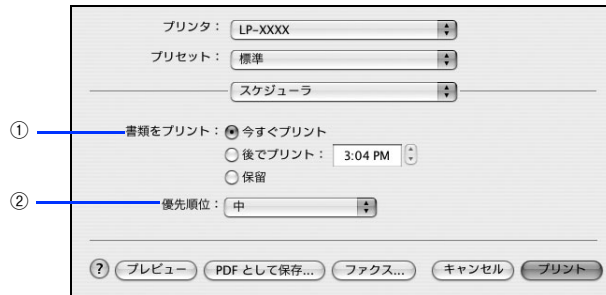 プリンタ： LP-XXXX
プリセット： 標準
スケジューラ
① 書類をプリント： 今すぐプリント
後でプリント： 3:04 PM
保留
② 優先順位： 中
? プレビュー PDF として保存... ファクス... キャンセル プリント